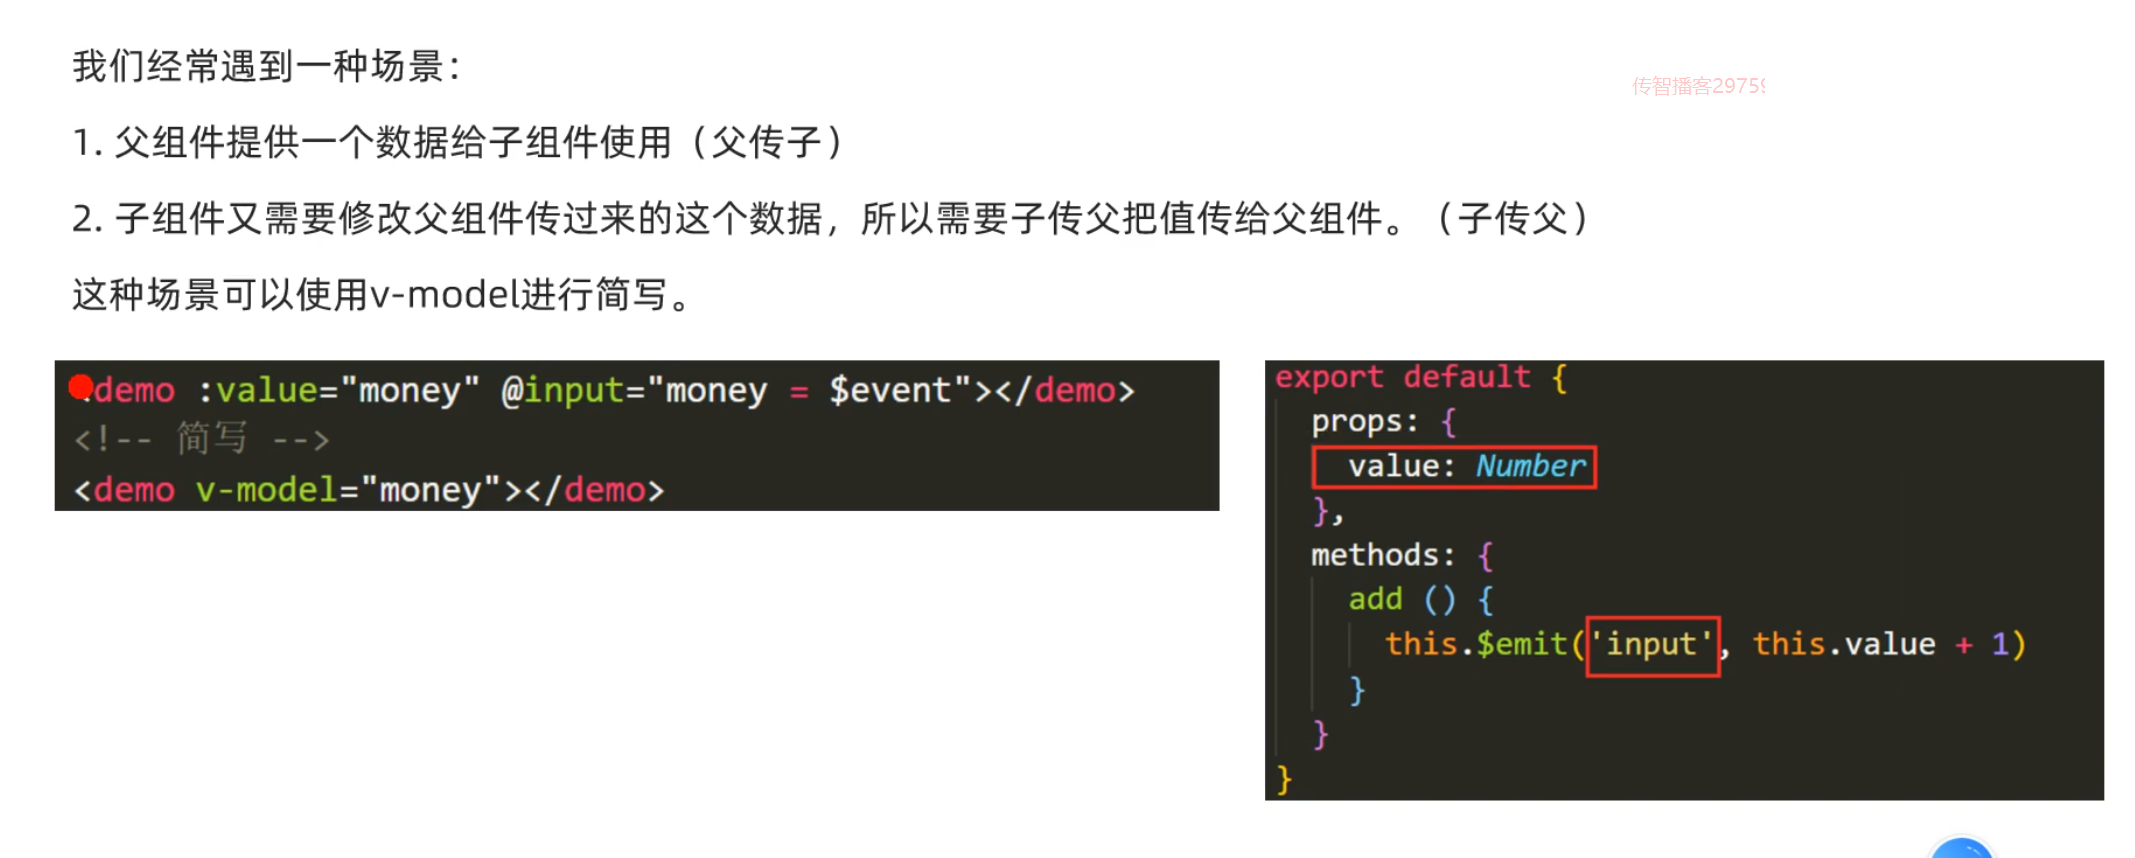 我们经常遇到一种场景：
传智播客29759
1. 父组件提供一个数据给子组件使用（父传子）
2. 子组件又需要修改父组件传过来的这个数据，所以需要子传父把值传给父组件。（子传父）
这种场景可以使用v-model进行简写。
demo :value="money" @input="money = $event"></demo>
<!-- 简写 -->
<demo v-model="money"></demo>
export default {
props: {
value: Number
},
methods: {
add () {
this.$emit('input', this.value + 1)
}
}
}